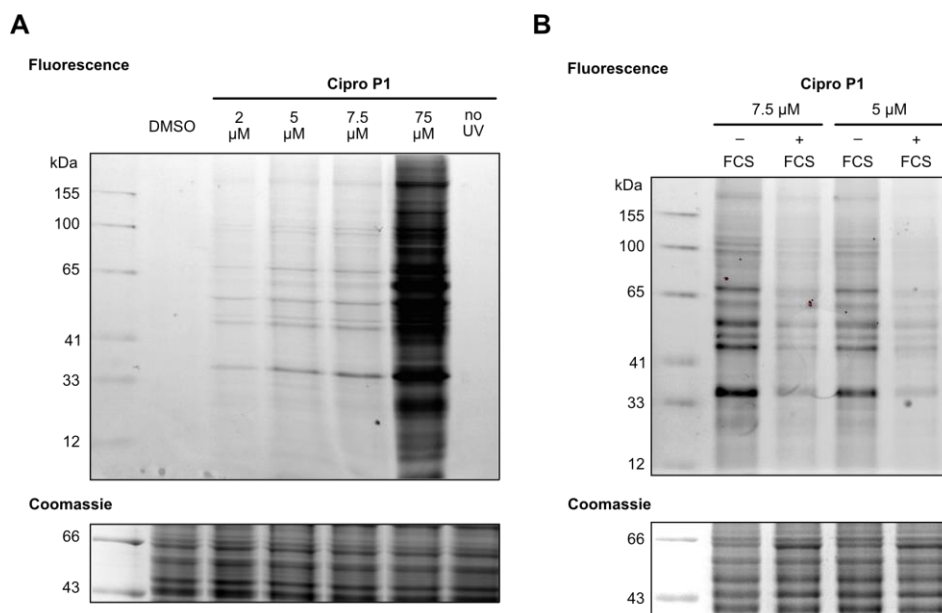 A
Fluorescence
Cipro P1
DMSO
2 µM
5 µM
7.5 µM
75 µM
no UV
kDa
155
100
65
41
33
12
Coomassie
66
43
B
Fluorescence
Cipro P1
7.5 µM
5 µM
– + – +
FCS FCS FCS FCS
kDa
155
100
65
41
33
12
Coomassie
66
43